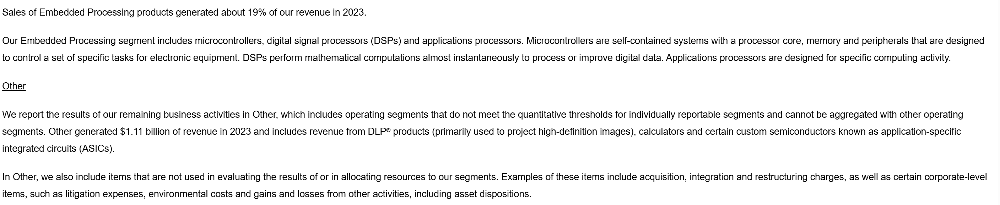 Sales of Embedded Processing products generated about 19% of our revenue in 2023.
Our Embedded Processing segment includes microcontrollers, digital signal processors (DSPs) and applications processors. Microcontrollers are self-contained systems with a processor core, memory and peripherals that are designed
to control a set of specific tasks for electronic equipment. DSPs perform mathematical computations almost instantaneously to process or improve digital data. Applications processors are designed for specific computing activity.
Other
We report the results of our remaining business activities in Other, which includes operating segments that do not meet the quantitative thresholds for individually reportable segments and cannot be aggregated with other operating
segments. Other generated $1.11 billion of revenue in 2023 and includes revenue from DLP® products (primarily used to project high-definition images), calculators and certain custom semiconductors known as application-specific
integrated circuits (ASICs).
In Other, we also include items that are not used in evaluating the results of or in allocating resources to our segments. Examples of these items include acquisition, integration and restructuring charges, as well as certain corporate-level
items, such as litigation expenses, environmental costs and gains and losses from other activities, including asset dispositions.